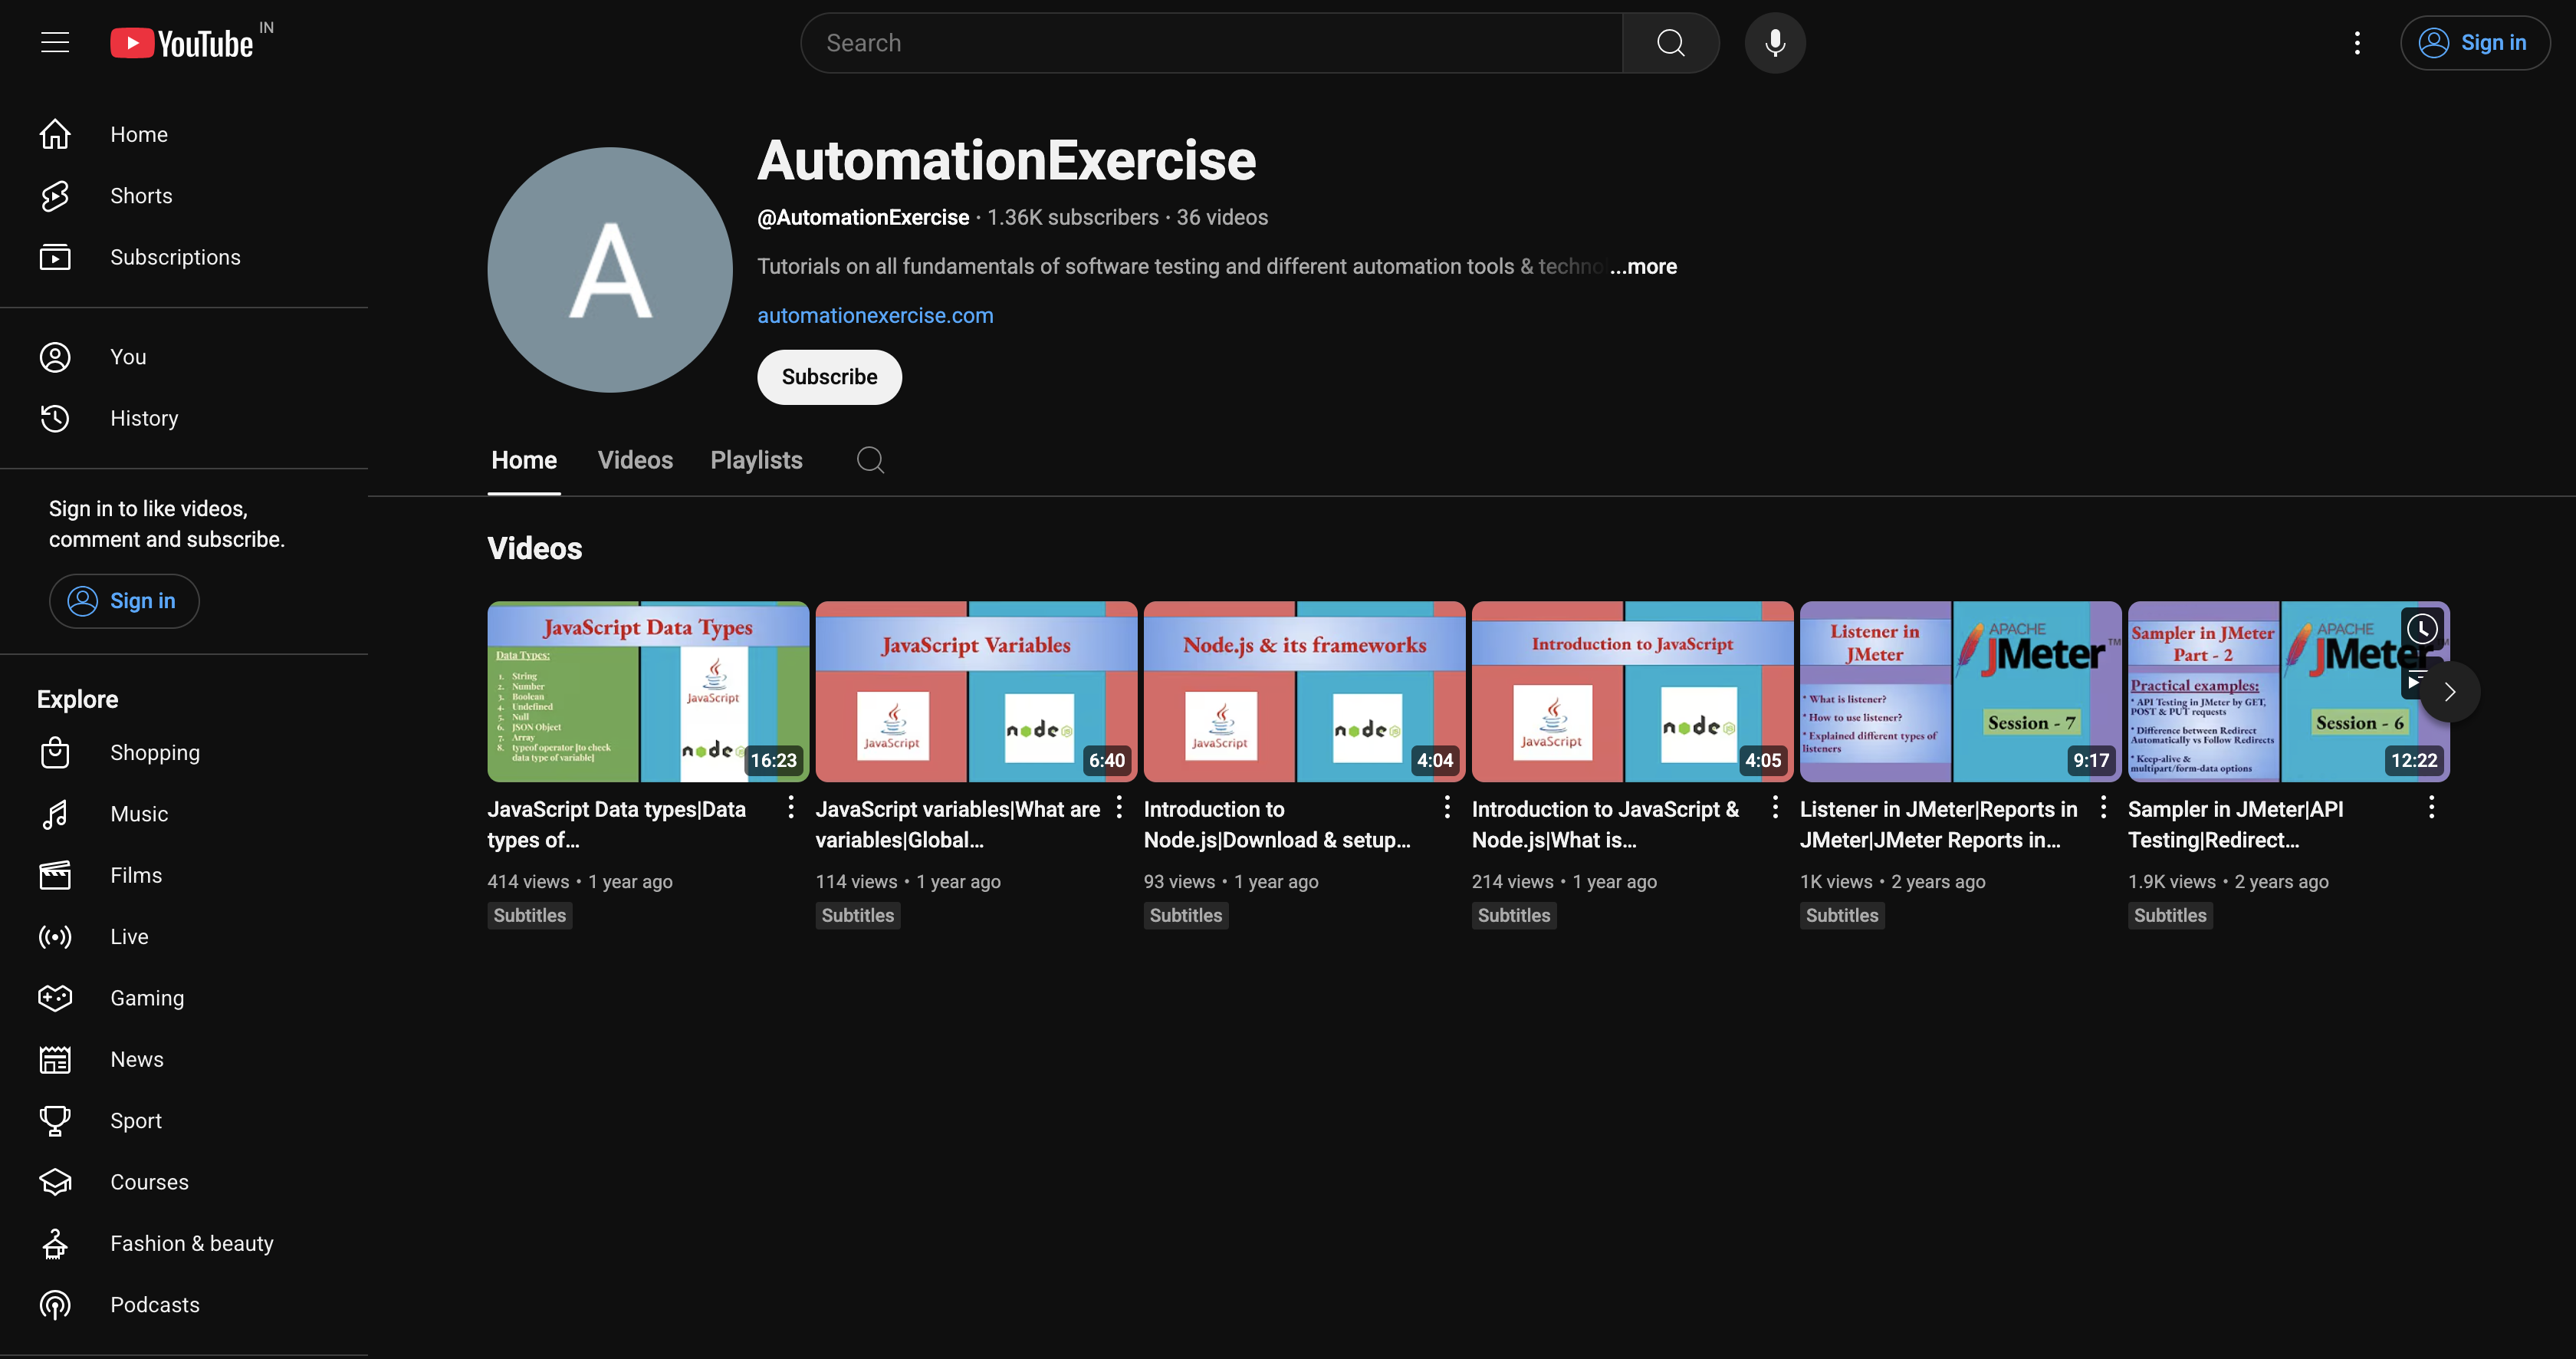 YouTube IN
Search
Sign in
Home
Shorts
Subscriptions
You
History
Sign in to like videos,
comment and subscribe.
Sign in
Explore
Shopping
Music
Films
Live
Gaming
News
Sport
Courses
Fashion & beauty
Podcasts
A
AutomationExercise
@AutomationExercise · 1.36K subscribers · 36 videos
Tutorials on all fundamentals of software testing and different automation tools & techno ...more
automationexercise.com
Subscribe
Home
Videos
Playlists
Videos
JavaScript Data Types
Data Types:
1. String
2. Number
3. Boolean
4. Undefined
5. Null
6. JSON Object
7. Array
8. typeof operator [to check
data type of variable]
JavaScript
node
16:23
JavaScript Data types|Data
types of...
414 views • 1 year ago
Subtitles
JavaScript Variables
JavaScript
node
JS
6:40
JavaScript variables|What are
variables|Global...
114 views • 1 year ago
Subtitles
Node.js & its frameworks
JavaScript
node
JS
4:04
Introduction to
Node.js|Download & setup...
93 views • 1 year ago
Subtitles
Introduction to JavaScript
JavaScript
node
JS
4:05
Introduction to JavaScript &
Node.js|What is...
214 views • 1 year ago
Subtitles
Listener in
JMeter
* What is listener?
* How to use listener?
* Explained different types of
listeners
APACHE
JMeter™
Session - 7
9:17
Listener in JMeter|Reports in
JMeter|JMeter Reports in...
1K views • 2 years ago
Subtitles
Sampler in JMeter
Part - 2
Practical examples:
* API Testing in JMeter by GET,
POST & PUT requests
* Difference between Redirect
Automatically vs Follow Redirects
* Keep-alive &
multipart/form-data options
APACHE
JMeter
Session - 6
12:22
Sampler in JMeter|API
Testing|Redirect...
1.9K views • 2 years ago
Subtitles